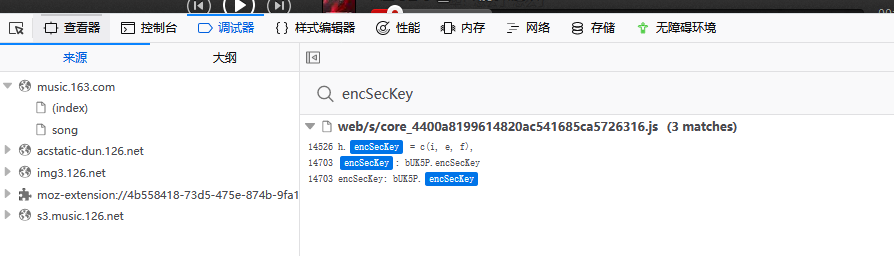 查看器 控制台 调试器 样式编辑器 性能 内存 网络 存储 无障碍环境
来源 大纲
music.163.com
(index)
song
acstatic-dun.126.net
img3.126.net
moz-extension://4b558418-73d5-475e-874b-9fa1
s3.music.126.net
encSecKey
web/s/core_4400a8199614820ac541685ca5726316.js (3 matches)
14526 h. encSecKey = c(i, e, f),
14703 encSecKey : bUK5P.encSecKey
14703 encSecKey: bUK5P. encSecKey